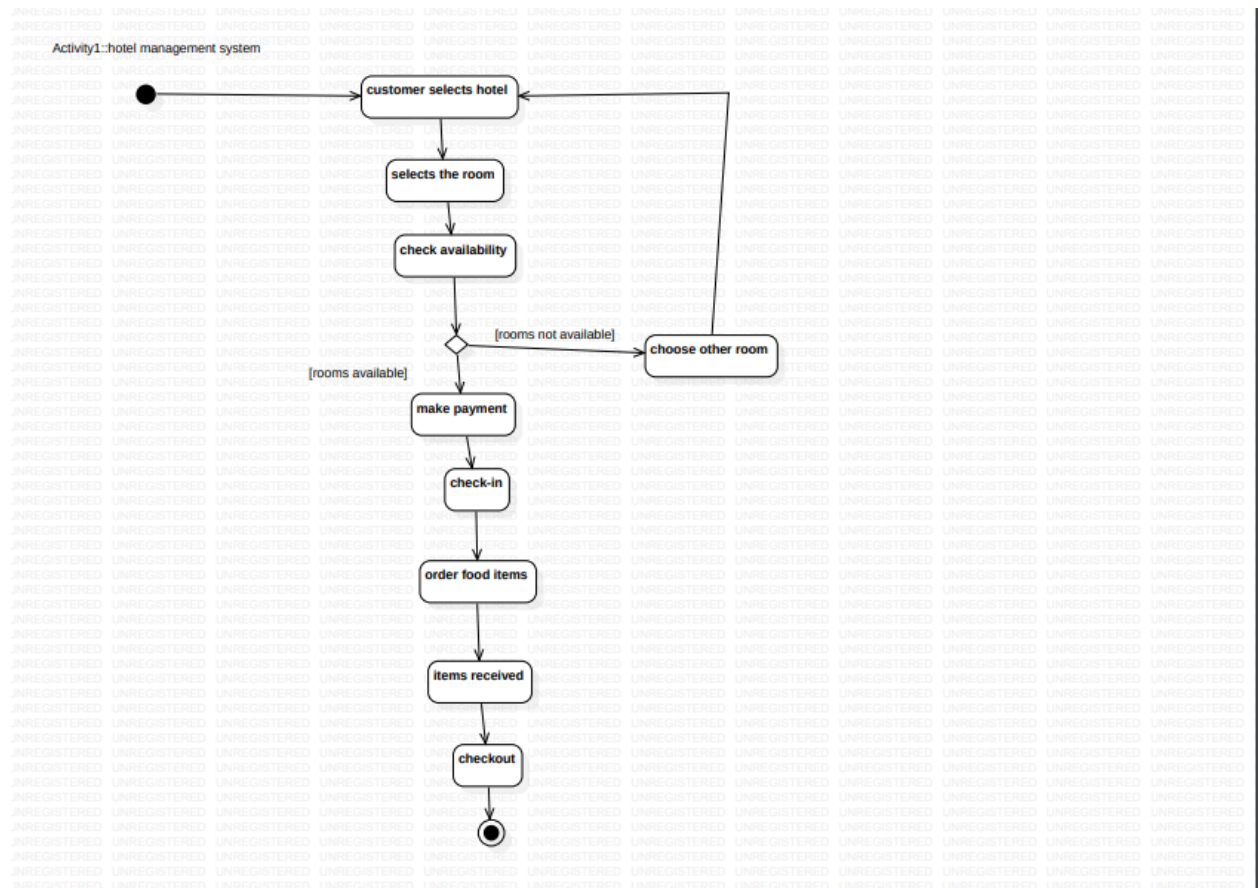 Activity1::hotel management system
customer selects hotel
selects the room
check availability
[rooms not available]
choose other room
[rooms available]
make payment
check-in
order food items
items received
checkout
UNREGISTERED